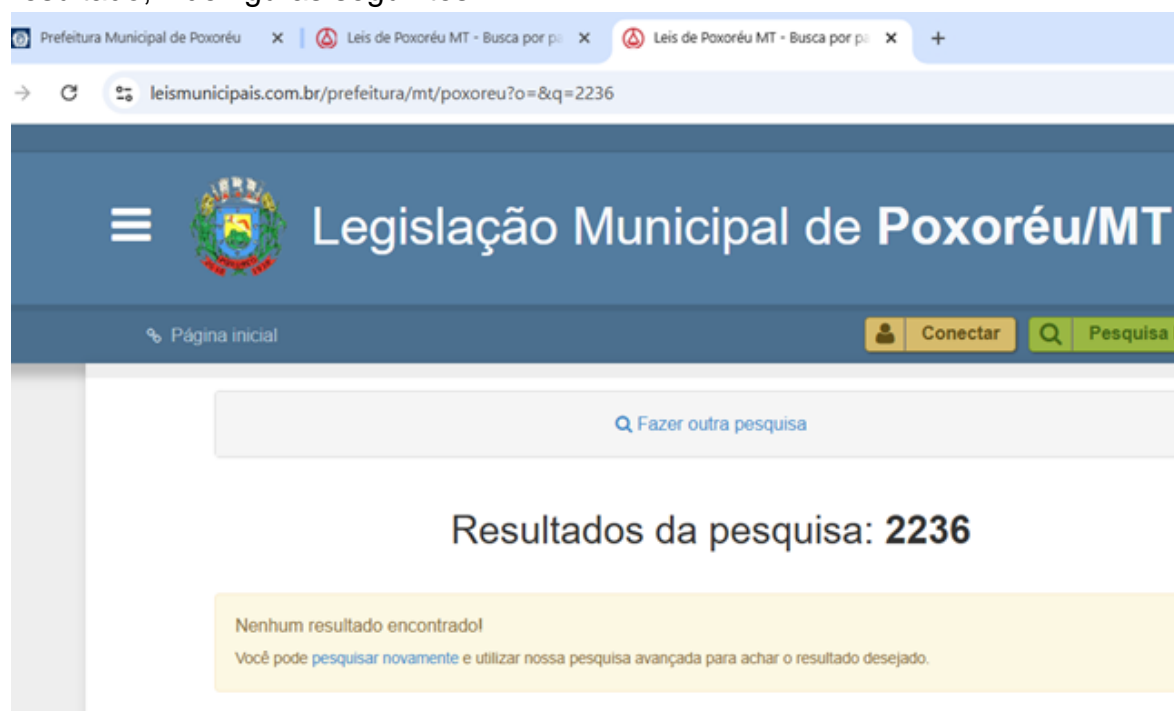 Prefeitura Municipal de Poxoréu
Leis de Poxoréu MT - Busca por pa
Leis de Poxoréu MT - Busca por pa
leismunicipais.com.br/prefeitura/mt/poxoreu?o=&q=2236
Legislação Municipal de Poxoréu/MT
Página inicial
Conectar
Pesquisa
Fazer outra pesquisa
Resultados da pesquisa: 2236
Nenhum resultado encontrado!
Você pode pesquisar novamente e utilizar nossa pesquisa avançada para achar o resultado desejado.